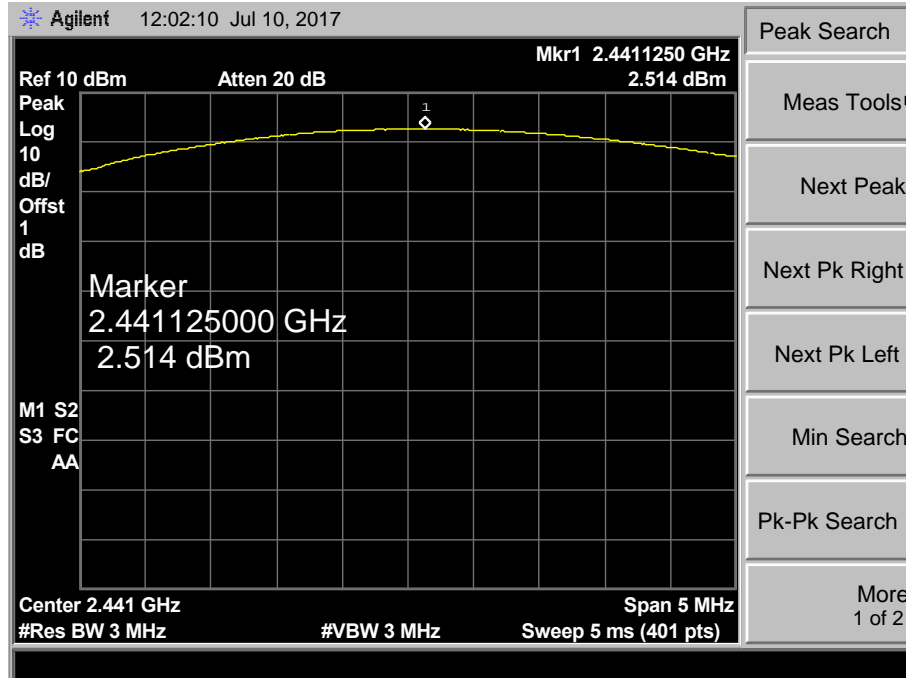 Agilent 12:02:10 Jul 10, 2017
Peak Search
Mkr1 2.4411250 GHz
Ref 10 dBm Atten 20 dB 2.514 dBm
Peak
Log
10
dB/
Offst
1
dB
1
Marker
2.441125000 GHz
2.514 dBm
M1 S2
S3 FC
AA
Center 2.441 GHz Span 5 MHz
#Res BW 3 MHz #VBW 3 MHz Sweep 5 ms (401 pts)
Meas Tools
Next Peak
Next Pk Right
Next Pk Left
Min Search
Pk-Pk Search
More
1 of 2